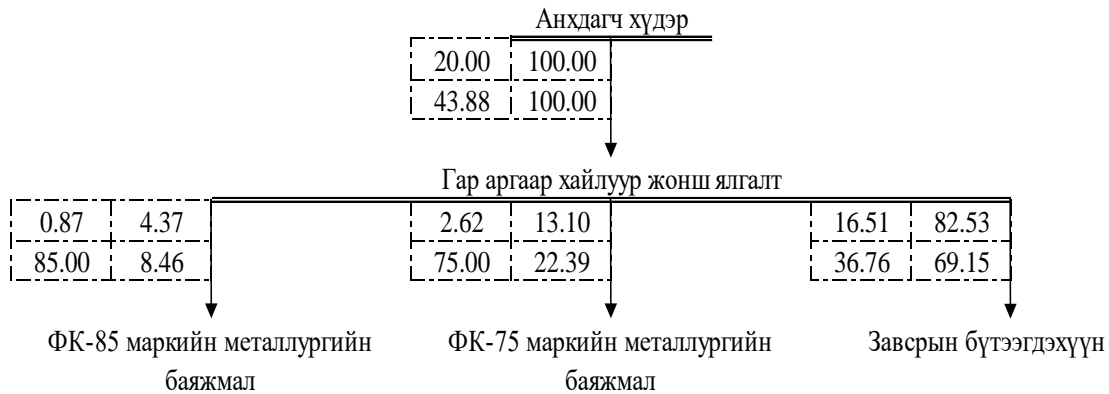 Анхдагч хүдэр
20.00 100.00
43.88 100.00
Гар аргаар хайлуур жонш ялгалт
0.87 4.37 2.62 13.10 16.51 82.53
85.00 8.46 75.00 22.39 36.76 69.15
ФК-85 маркийн металлургийн ФК-75 маркийн металлургийн Завсрын бүтээгдэхүүн
баяжмал баяжмал